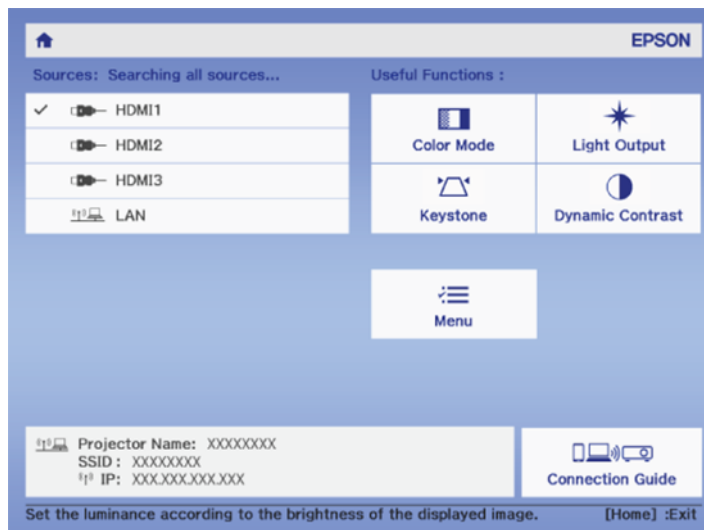 EPSON
Sources: Searching all sources...
HDMI1
HDMI2
HDMI3
LAN
Useful Functions :
Color Mode
Light Output
Keystone
Dynamic Contrast
Menu
Projector Name: XXXXXXXX
SSID : XXXXXXXX
IP: XXX.XXX.XXX.XXX
Connection Guide
Set the luminance according to the brightness of the displayed image. [Home] :Exit